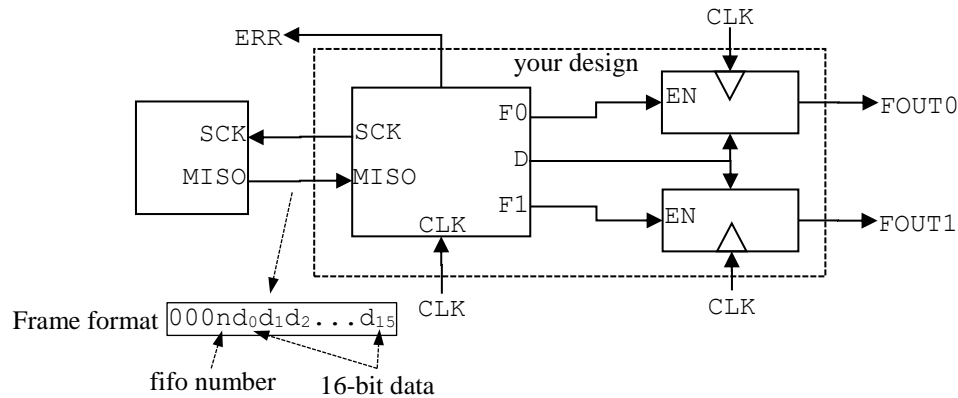 CLK
ERR
your design
EN
FOUT0
F0
SCK
SCK
D
MISO
MISO
F1
EN
FOUT1
CLK
CLK
CLK
Frame format
000nd₀d₁d₂...d₁₅
fifo number
16-bit data